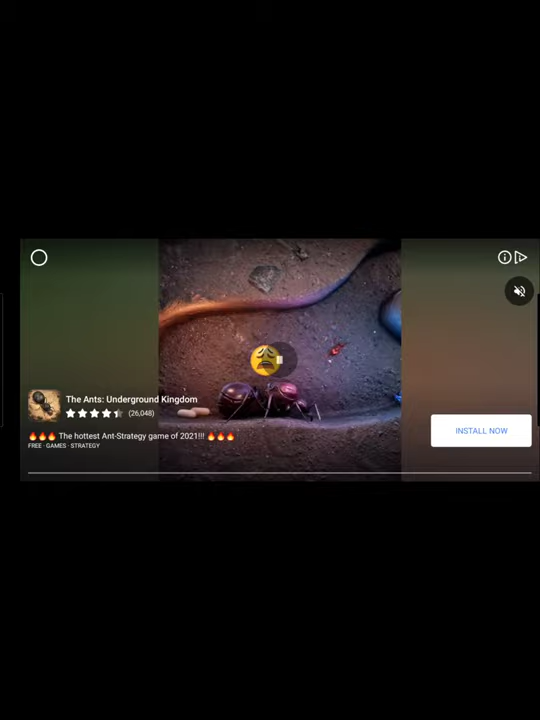 The Ants: Underground Kingdom
(26,048)
🔥🔥🔥 The hottest Ant-Strategy game of 2021!!! 🔥🔥🔥
FREE · GAMES · STRATEGY
INSTALL NOW